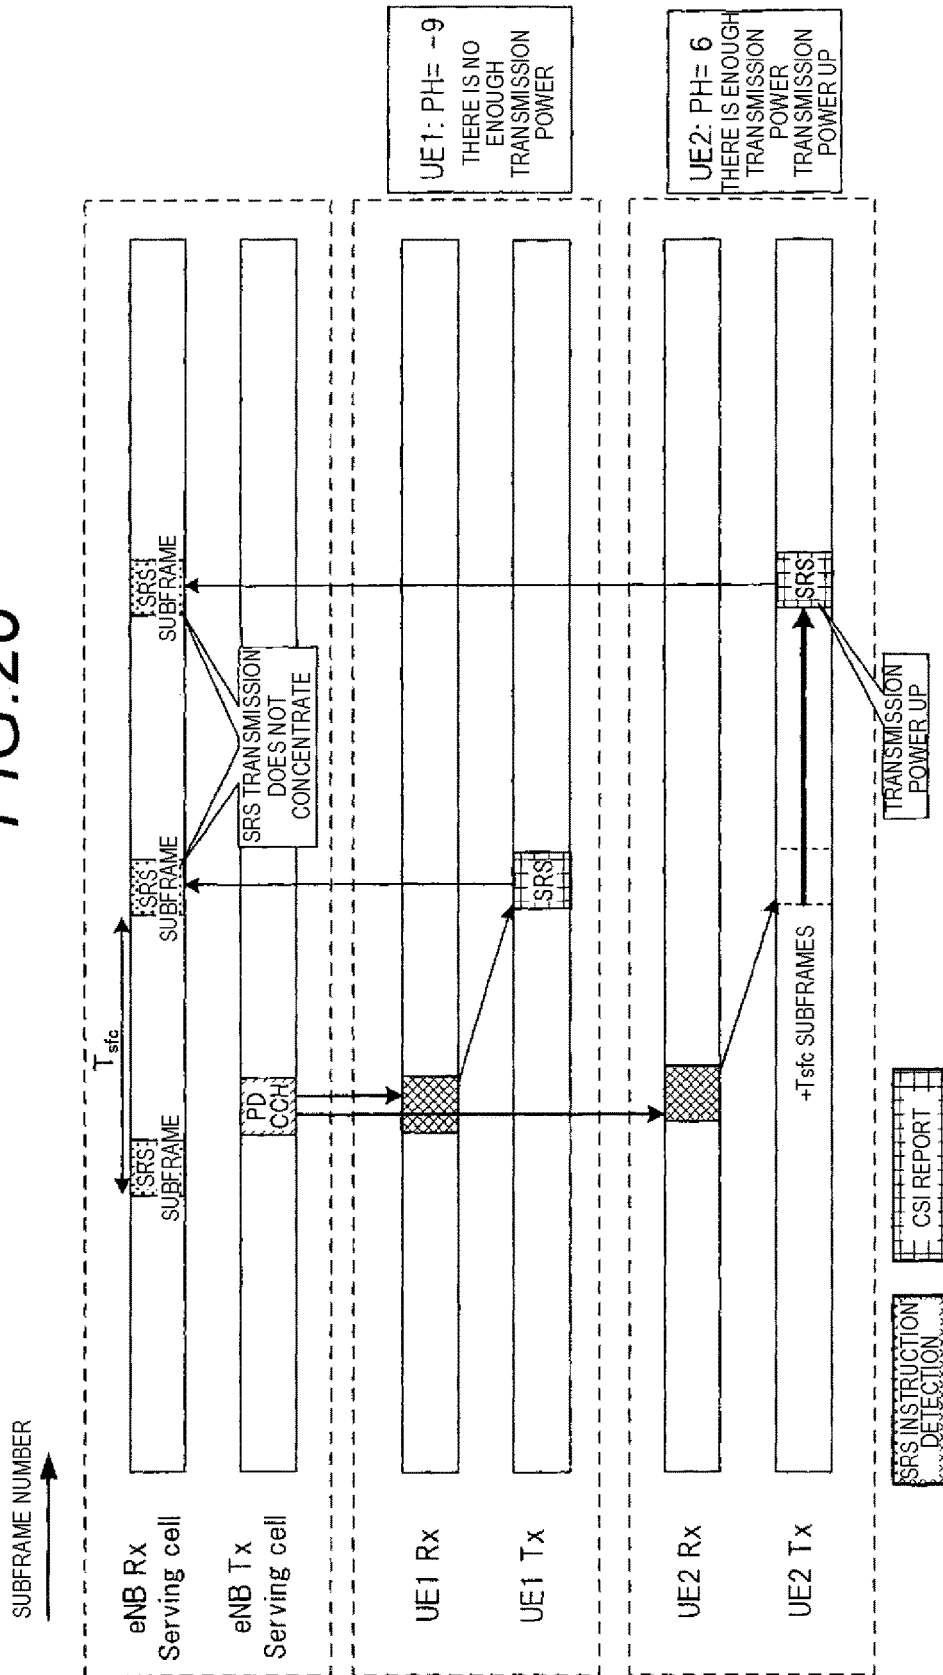 SUBFRAME NUMBER
eNB Rx
Serving cell
SRS
SUBFRAME
Tsfc
SRS
SUBFRAME
SRS
SUBFRAME
eNB Tx
Serving cell
PD
CCH
SRS TRANSMISSION
DOES NOT
CONCENTRATE
UE1 Rx
UE1 Tx
SRS
UE1: PH= -9
THERE IS NO
ENOUGH
TRANSMISSION
POWER
UE2 Rx
UE2 Tx
+Tsfc SUBFRAMES
SRS
UE2: PH= 6
THERE IS ENOUGH
TRANSMISSION
POWER
TRANSMISSION
POWER UP
TRANSMISSION
POWER UP
SRS INSTRUCTION
DETECTION
CSI REPORT